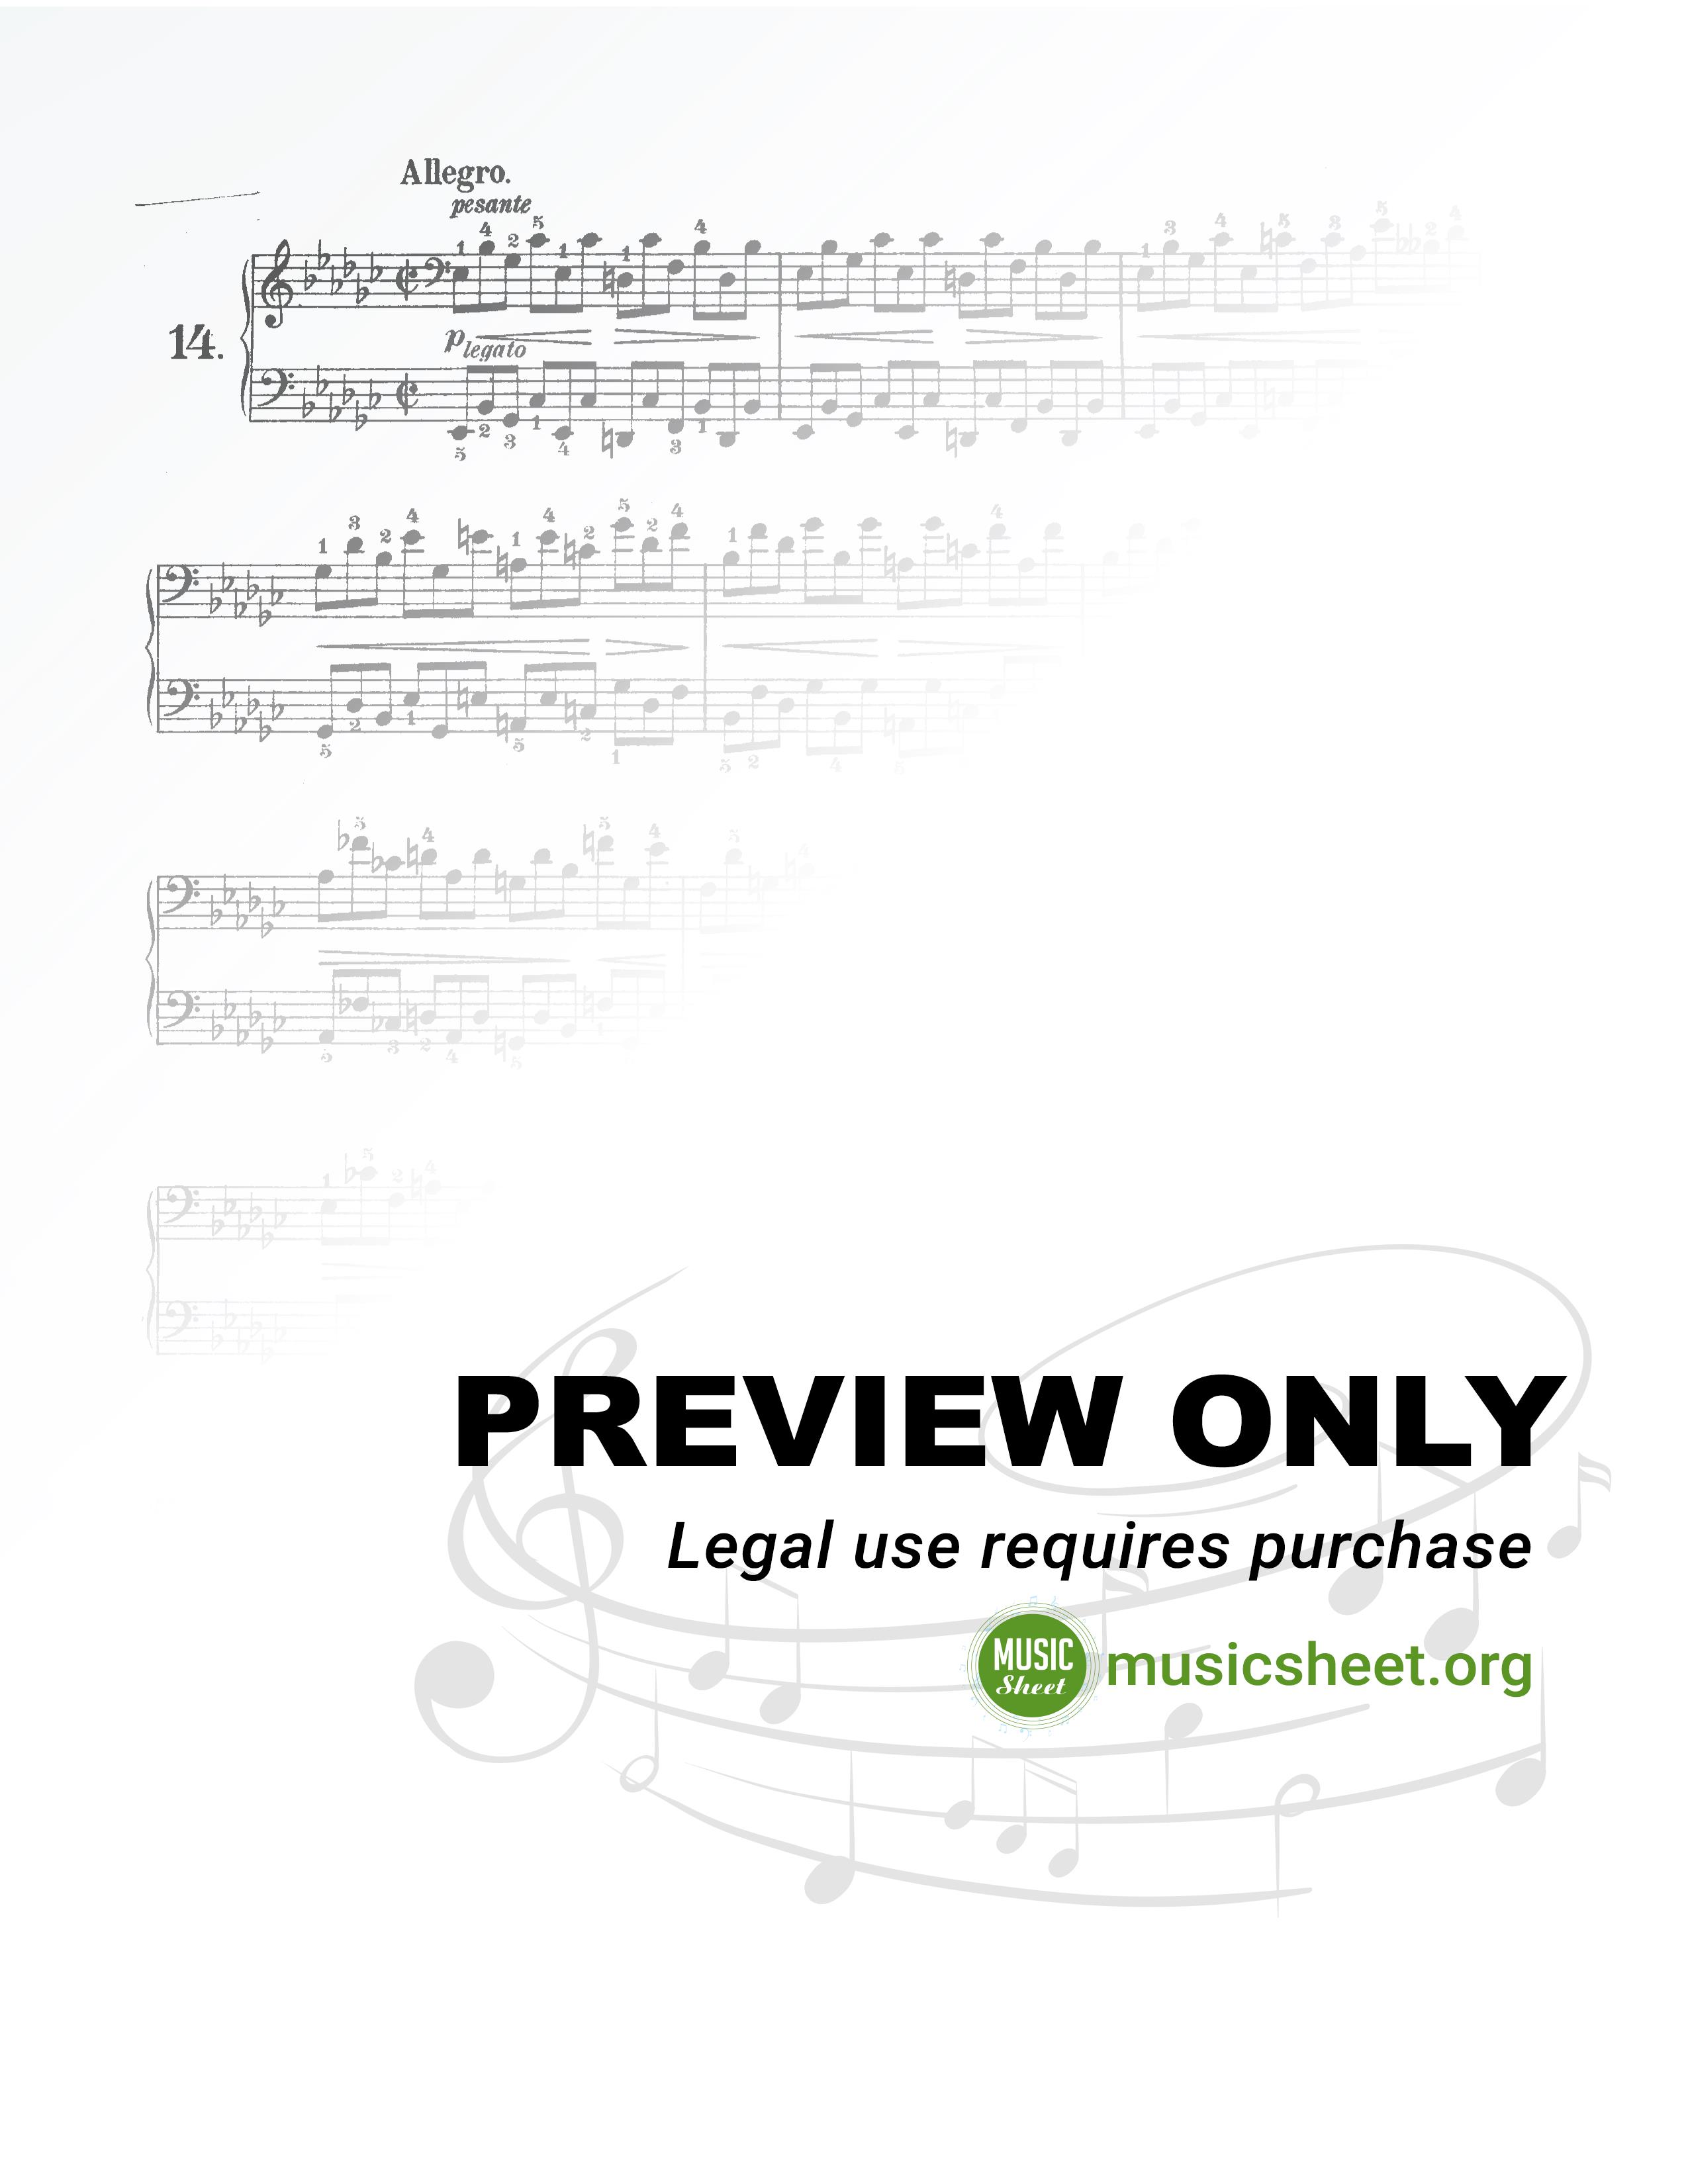 Allegro.
pesante
14.
p legato
PREVIEW ONLY
Legal use requires purchase
MUSIC
Sheet
musicsheet.org